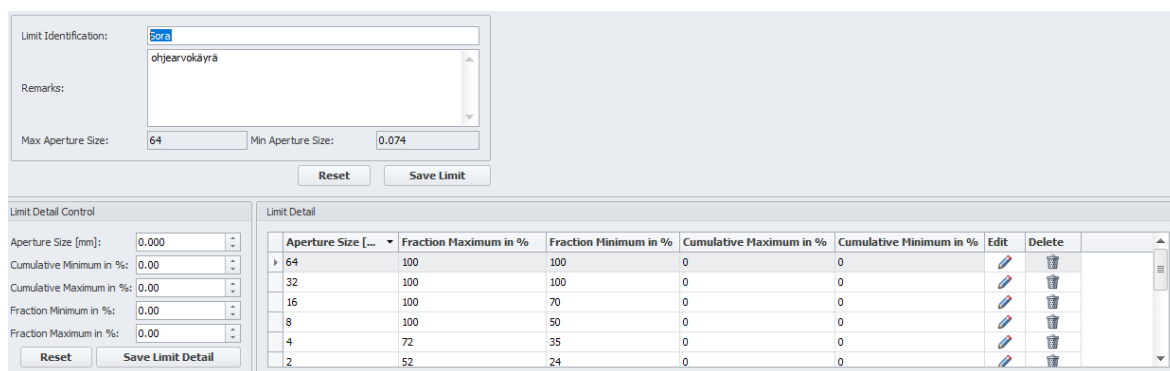 Limit Identification: Sora
ohjearvokäyrä
Remarks:
Max Aperture Size: 64 Min Aperture Size: 0.074
Reset Save Limit
Limit Detail Control
Aperture Size [mm]: 0.000
Cumulative Minimum in %: 0.00
Cumulative Maximum in %: 0.00
Fraction Minimum in %: 0.00
Fraction Maximum in %: 0.00
Reset Save Limit Detail
Limit Detail
Aperture Size [... Fraction Maximum in % Fraction Minimum in % Cumulative Maximum in % Cumulative Minimum in % Edit Delete
64 100 100 0 0
32 100 100 0 0
16 100 70 0 0
8 100 50 0 0
4 72 35 0 0
2 52 24 0 0